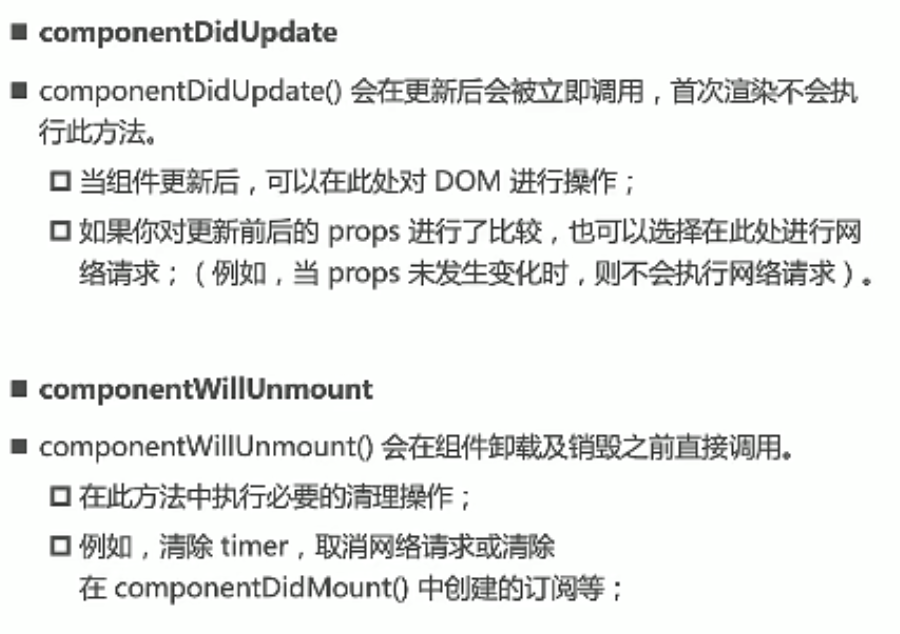 componentDidUpdate
componentDidUpdate() 会在更新后会被立即调用，首次渲染不会执
行此方法。
当组件更新后，可以在此处对 DOM 进行操作；
如果你对更新前后的 props 进行了比较，也可以选择在此处进行网
络请求；（例如，当 props 未发生变化时，则不会执行网络请求）。
componentWillUnmount
componentWillUnmount() 会在组件卸载及销毁之前直接调用。
在此方法中执行必要的清理操作；
例如，清除 timer，取消网络请求或清除
在 componentDidMount() 中创建的订阅等；